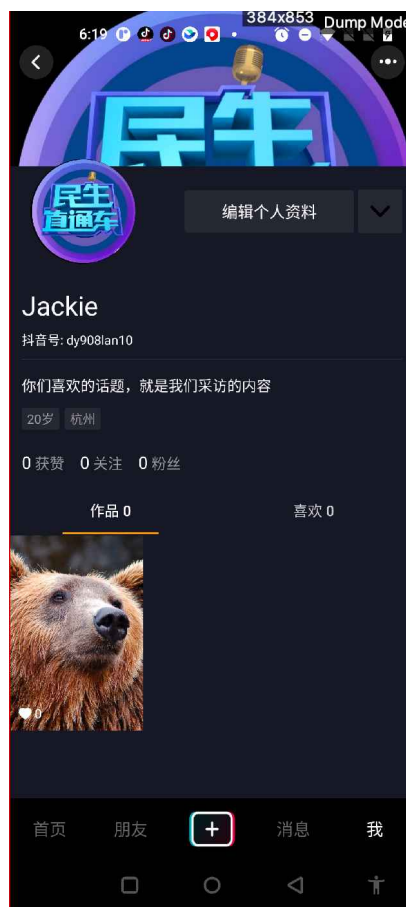 384x853 Dump Mode
6:19
民生
民生
直通车
编辑个人资料
Jackie
抖音号: dy908lan10
你们喜欢的话题，就是我们采访的内容
20岁 杭州
0 获赞 0 关注 0 粉丝
作品 0 喜欢 0
0
首页 朋友 消息 我